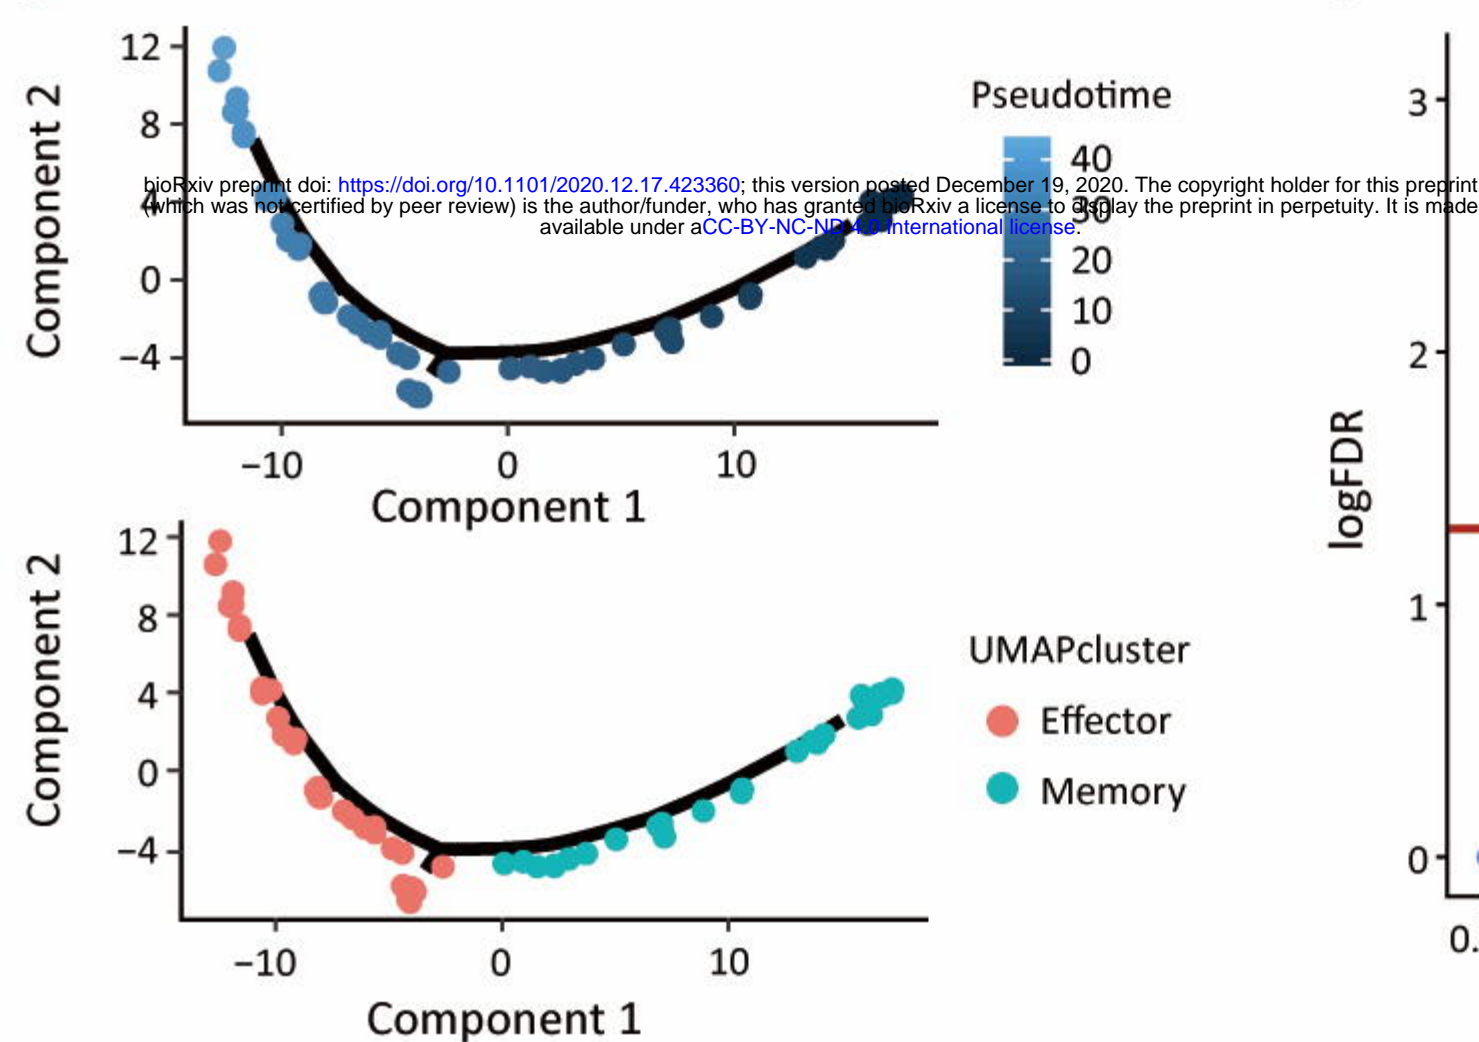 12
8
4
0
−4
Component 2
−10
0
10
Component 1
Pseudotime
40
30
20
10
0
bioRxiv preprint doi: https://doi.org/10.1101/2020.12.17.423360; this version posted December 19, 2020. The copyright holder for this preprint
(which was not certified by peer review) is the author/funder, who has granted bioRxiv a license to display the preprint in perpetuity. It is made
available under aCC-BY-NC-ND 4.0 International license.
12
8
4
0
−4
Component 2
−10
0
10
Component 1
UMAPcluster
Effector
Memory
3
2
1
0
logFDR
0.